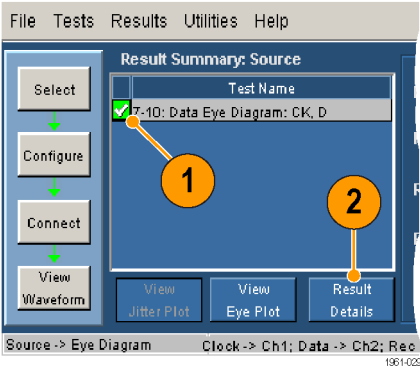 File Tests Results Utilities Help
Result Summary: Source
Select
Test Name
7-10: Data Eye Diagram: CK, D
Configure
1
2
Connect
View
Waveform
View
Jitter Plot
View
Eye Plot
Result
Details
Source -> Eye Diagram Clock -> Ch1; Data -> Ch2; Rec
1961-029